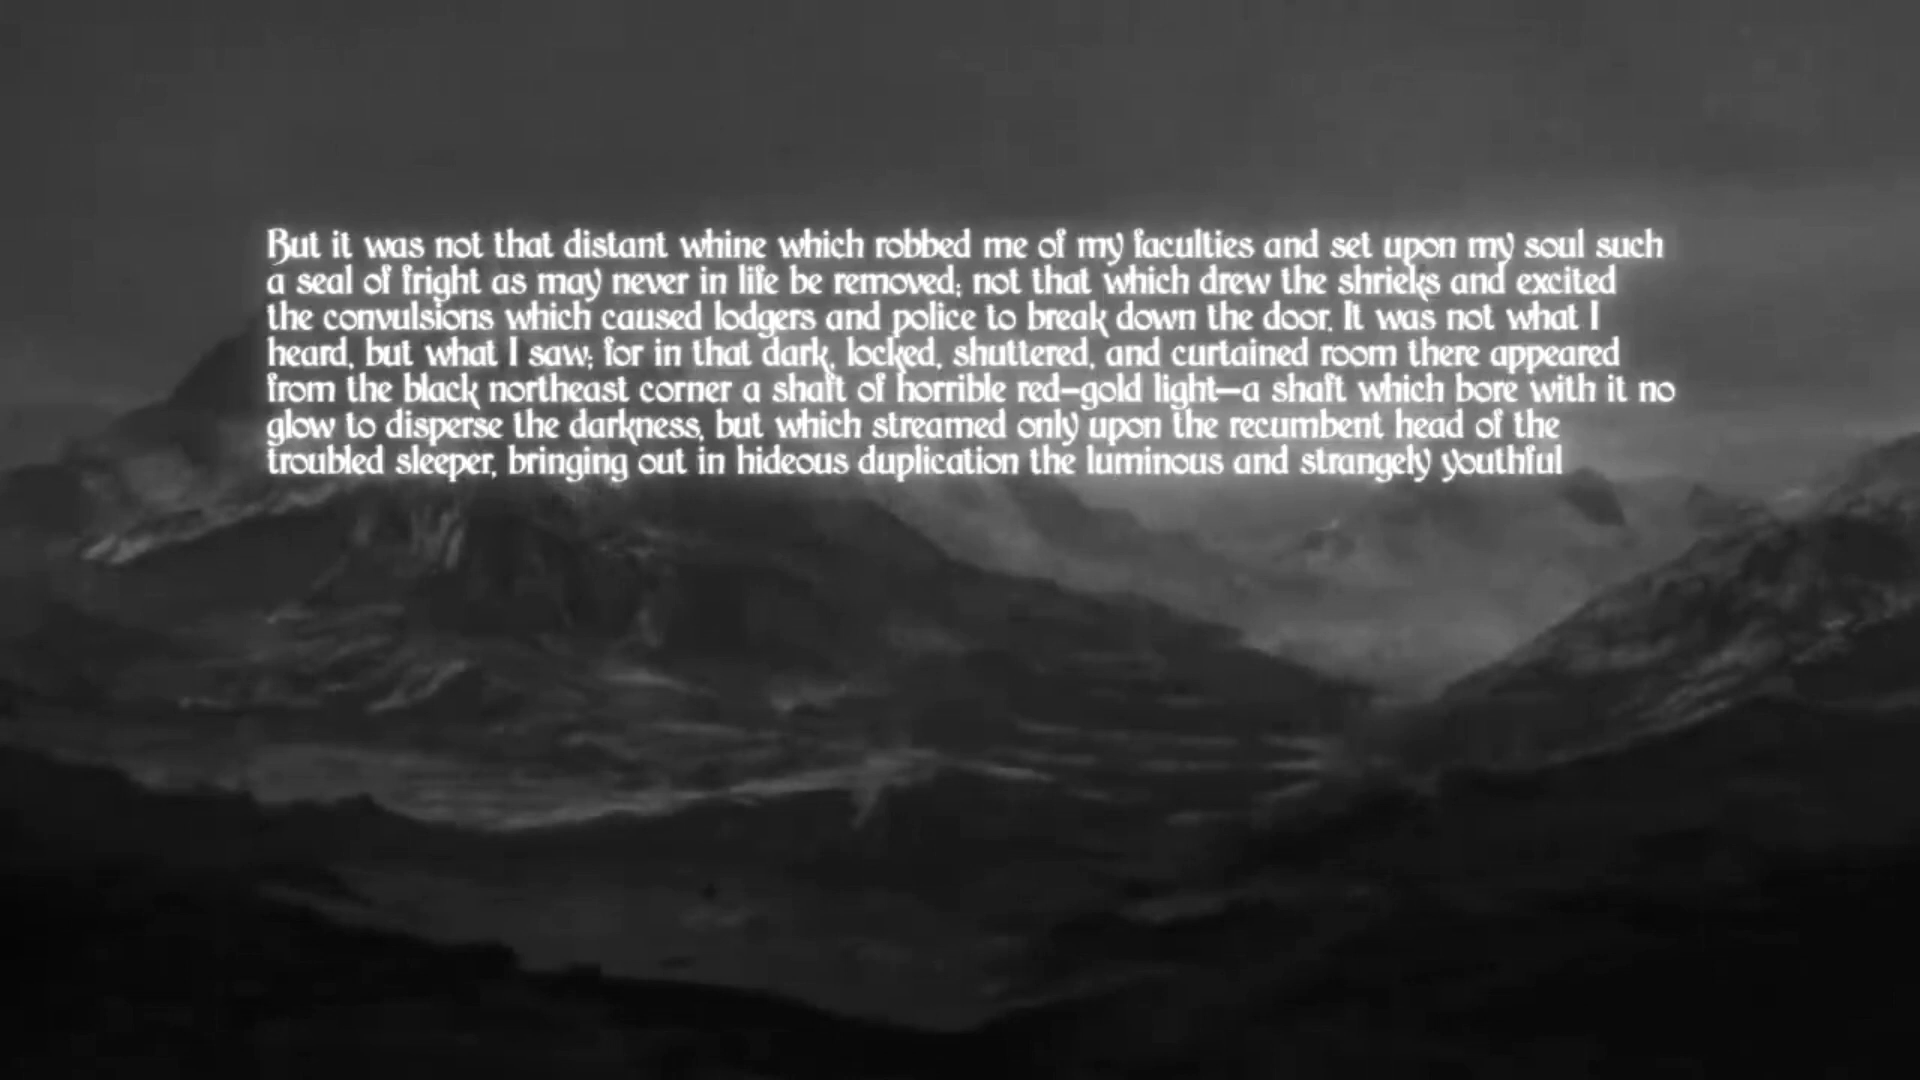 But it was not that distant whine which robbed me of my faculties and set upon my soul such
a seal of fright as may never in life be removed; not that which drew the shrieks and excited
the convulsions which caused lodgers and police to break down the door. It was not what I
heard, but what I saw; for in that dark, locked, shuttered, and curtained room there appeared
from the black northeast corner a shaft of horrible red—gold light—a shaft which bore with it no
glow to disperse the darkness, but which streamed only upon the recumbent head of the
troubled sleeper, bringing out in hideous duplication the luminous and strangely youthful